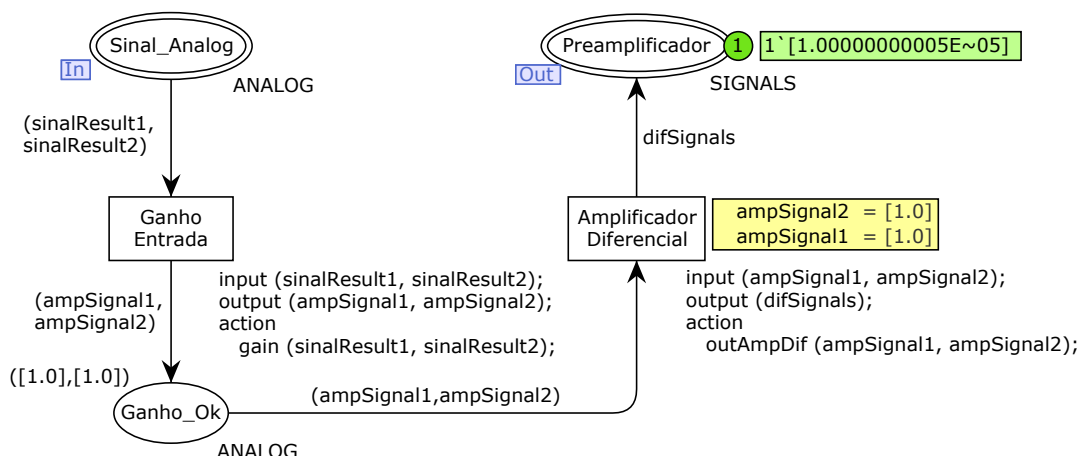 Sinal_Analog
In
ANALOG
(sinalResult1,
sinalResult2)
Ganho
Entrada
input (sinalResult1, sinalResult2);
output (ampSignal1, ampSignal2);
action
gain (sinalResult1, sinalResult2);
(ampSignal1,
ampSignal2)
([1.0],[1.0])
Ganho_Ok
ANALOG
(ampSignal1,ampSignal2)
Preamplificador
1
1`[1.00000000005E~05]
Out
SIGNALS
difSignals
Amplificador
Diferencial
ampSignal2 = [1.0]
ampSignal1 = [1.0]
input (ampSignal1, ampSignal2);
output (difSignals);
action
outAmpDif (ampSignal1, ampSignal2);